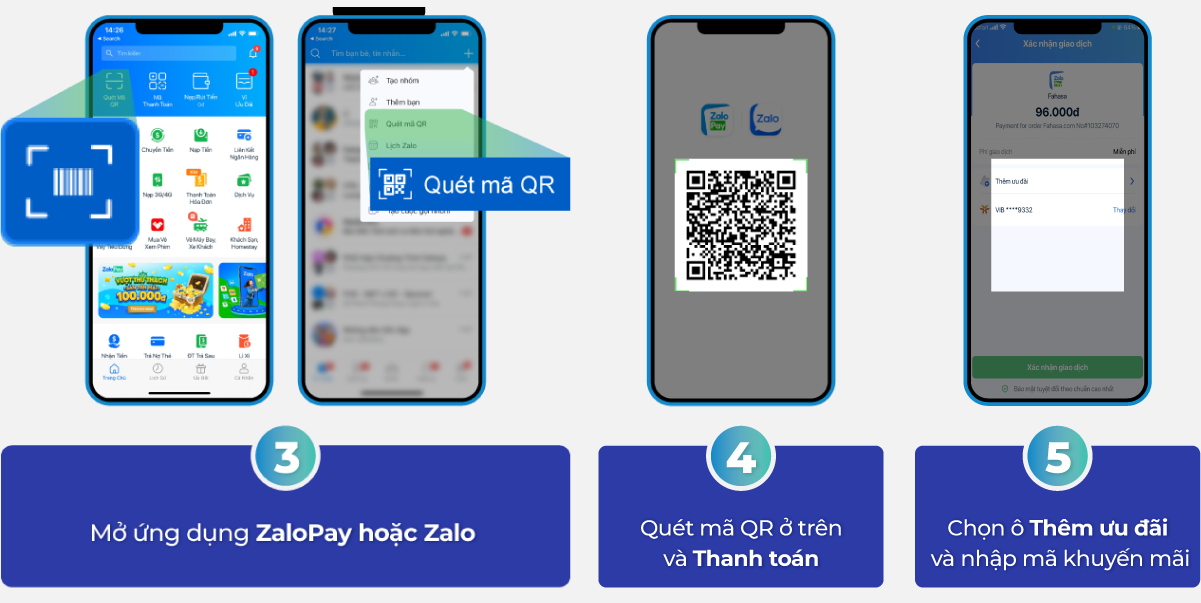 14:26
Search
Tìm kiếm
Quét Mã
QR
Mã
Thanh Toán
Nạp/Rút Tiền
0đ
Ví
Ưu Đãi
Chuyển Tiền
Nạp Tiền
Liên Kết
Ngân Hàng
Nạp 3G/4G
Thanh Toán
Hóa Đơn
Dịch Vụ
Vay Tiêu Dùng
Mua Vé
Xem Phim
Vé Máy Bay,
Xe Khách
Khách Sạn,
Homestay
ZaloPay
VƯỢT THỬ THÁCH
100.000đ
Nhận Tiền
Trả Nợ Thẻ
ĐT Trả Sau
Lì Xì
Trang Chủ
Lịch Sử
Ưu Đãi
Cá Nhân
14:27
Search
Tìm bạn bè, tin nhắn...
Tạo nhóm
Thêm bạn
Quét mã QR
Lịch Zalo
Quét mã QR
Tạo cuộc gọi nhóm
Zalo
Pay
Zalo
Xác nhận giao dịch
Zalo
Pay
Fahasa
96.000đ
Payment for order Fahasa.com No#103274070
Phí giao dịch
Miễn phí
Thêm ưu đãi
VIB ****9332
Thay đổi
Xác nhận giao dịch
Bảo mật tuyệt đối theo chuẩn cao nhất
3
Mở ứng dụng ZaloPay hoặc Zalo
4
Quét mã QR ở trên
và Thanh toán
5
Chọn ô Thêm ưu đãi
và nhập mã khuyến mãi